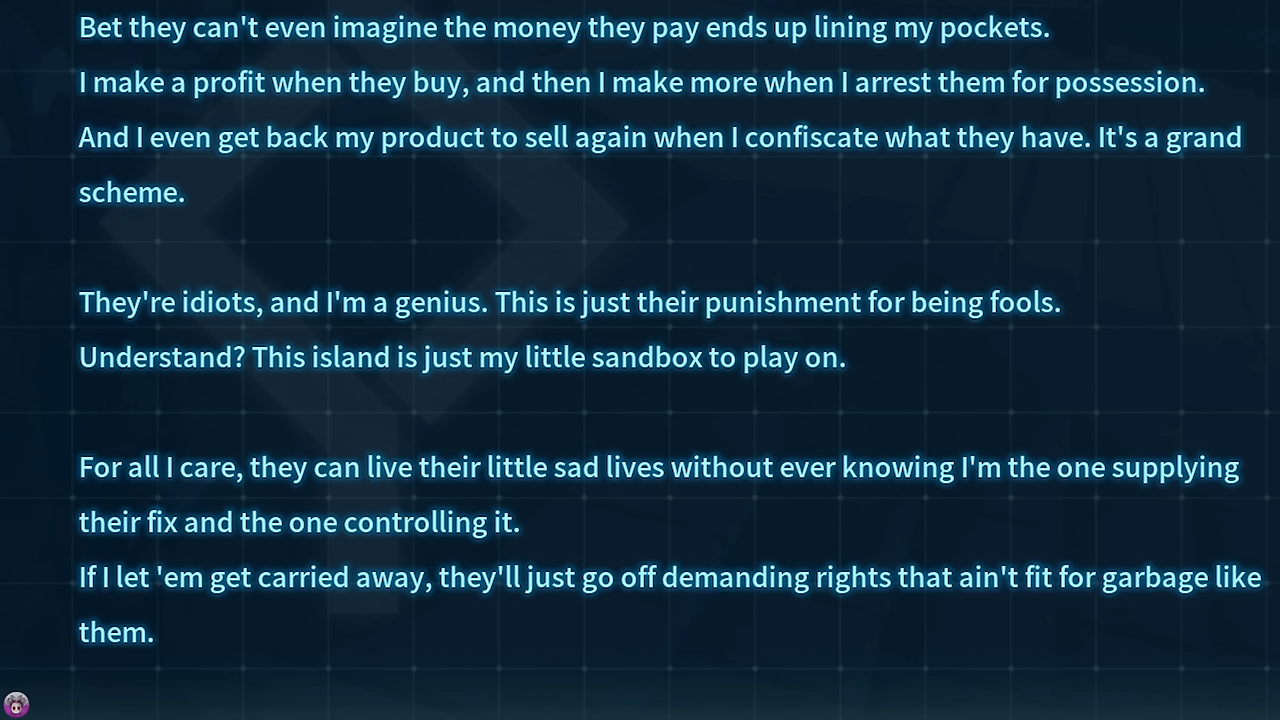 Bet they can't even imagine the money they pay ends up lining my pockets.
I make a profit when they buy, and then I make more when I arrest them for possession.
And I even get back my product to sell again when I confiscate what they have. It's a grand
scheme.
They're idiots, and I'm a genius. This is just their punishment for being fools.
Understand? This island is just my little sandbox to play on.
For all I care, they can live their little sad lives without ever knowing I'm the one supplying
their fix and the one controlling it.
If I let 'em get carried away, they'll just go off demanding rights that ain't fit for garbage like
them.